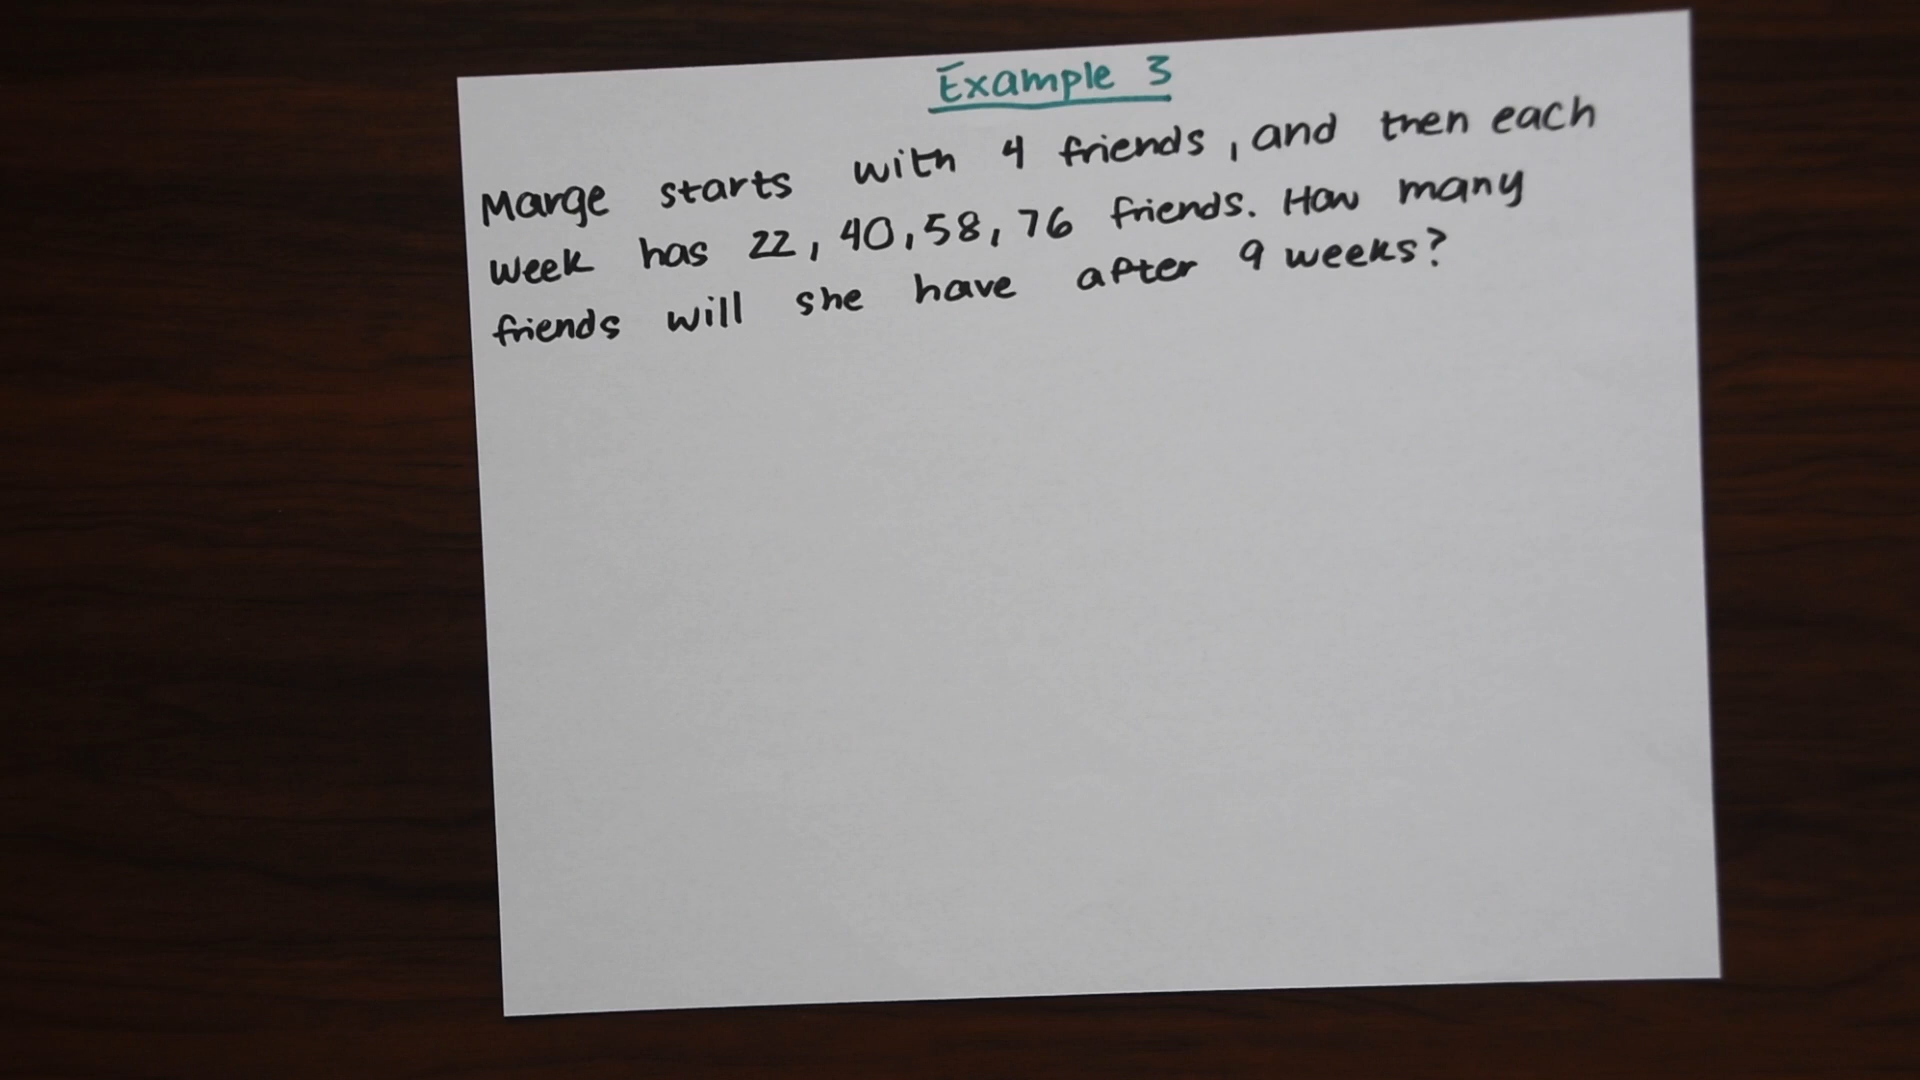 Example 3
Marge starts with 4 friends, and then each
week has 22, 40, 58, 76 friends. How many
friends will she have after 9 weeks?